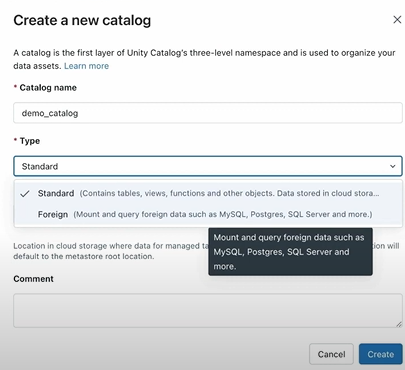 Create a new catalog
A catalog is the first layer of Unity Catalog's three-level namespace and is used to organize your
data assets. Learn more
* Catalog name
demo_catalog
* Type
Standard
Standard (Contains tables, views, functions and other objects. Data stored in cloud stora...
Foreign (Mount and query foreign data such as MySQL, Postgres, SQL Server and more.)
Location in cloud storage where data for managed ta
tion will
default to the metastore root location.
Mount and query foreign data such as
MySQL, Postgres, SQL Server and
more.
Comment
Cancel
Create